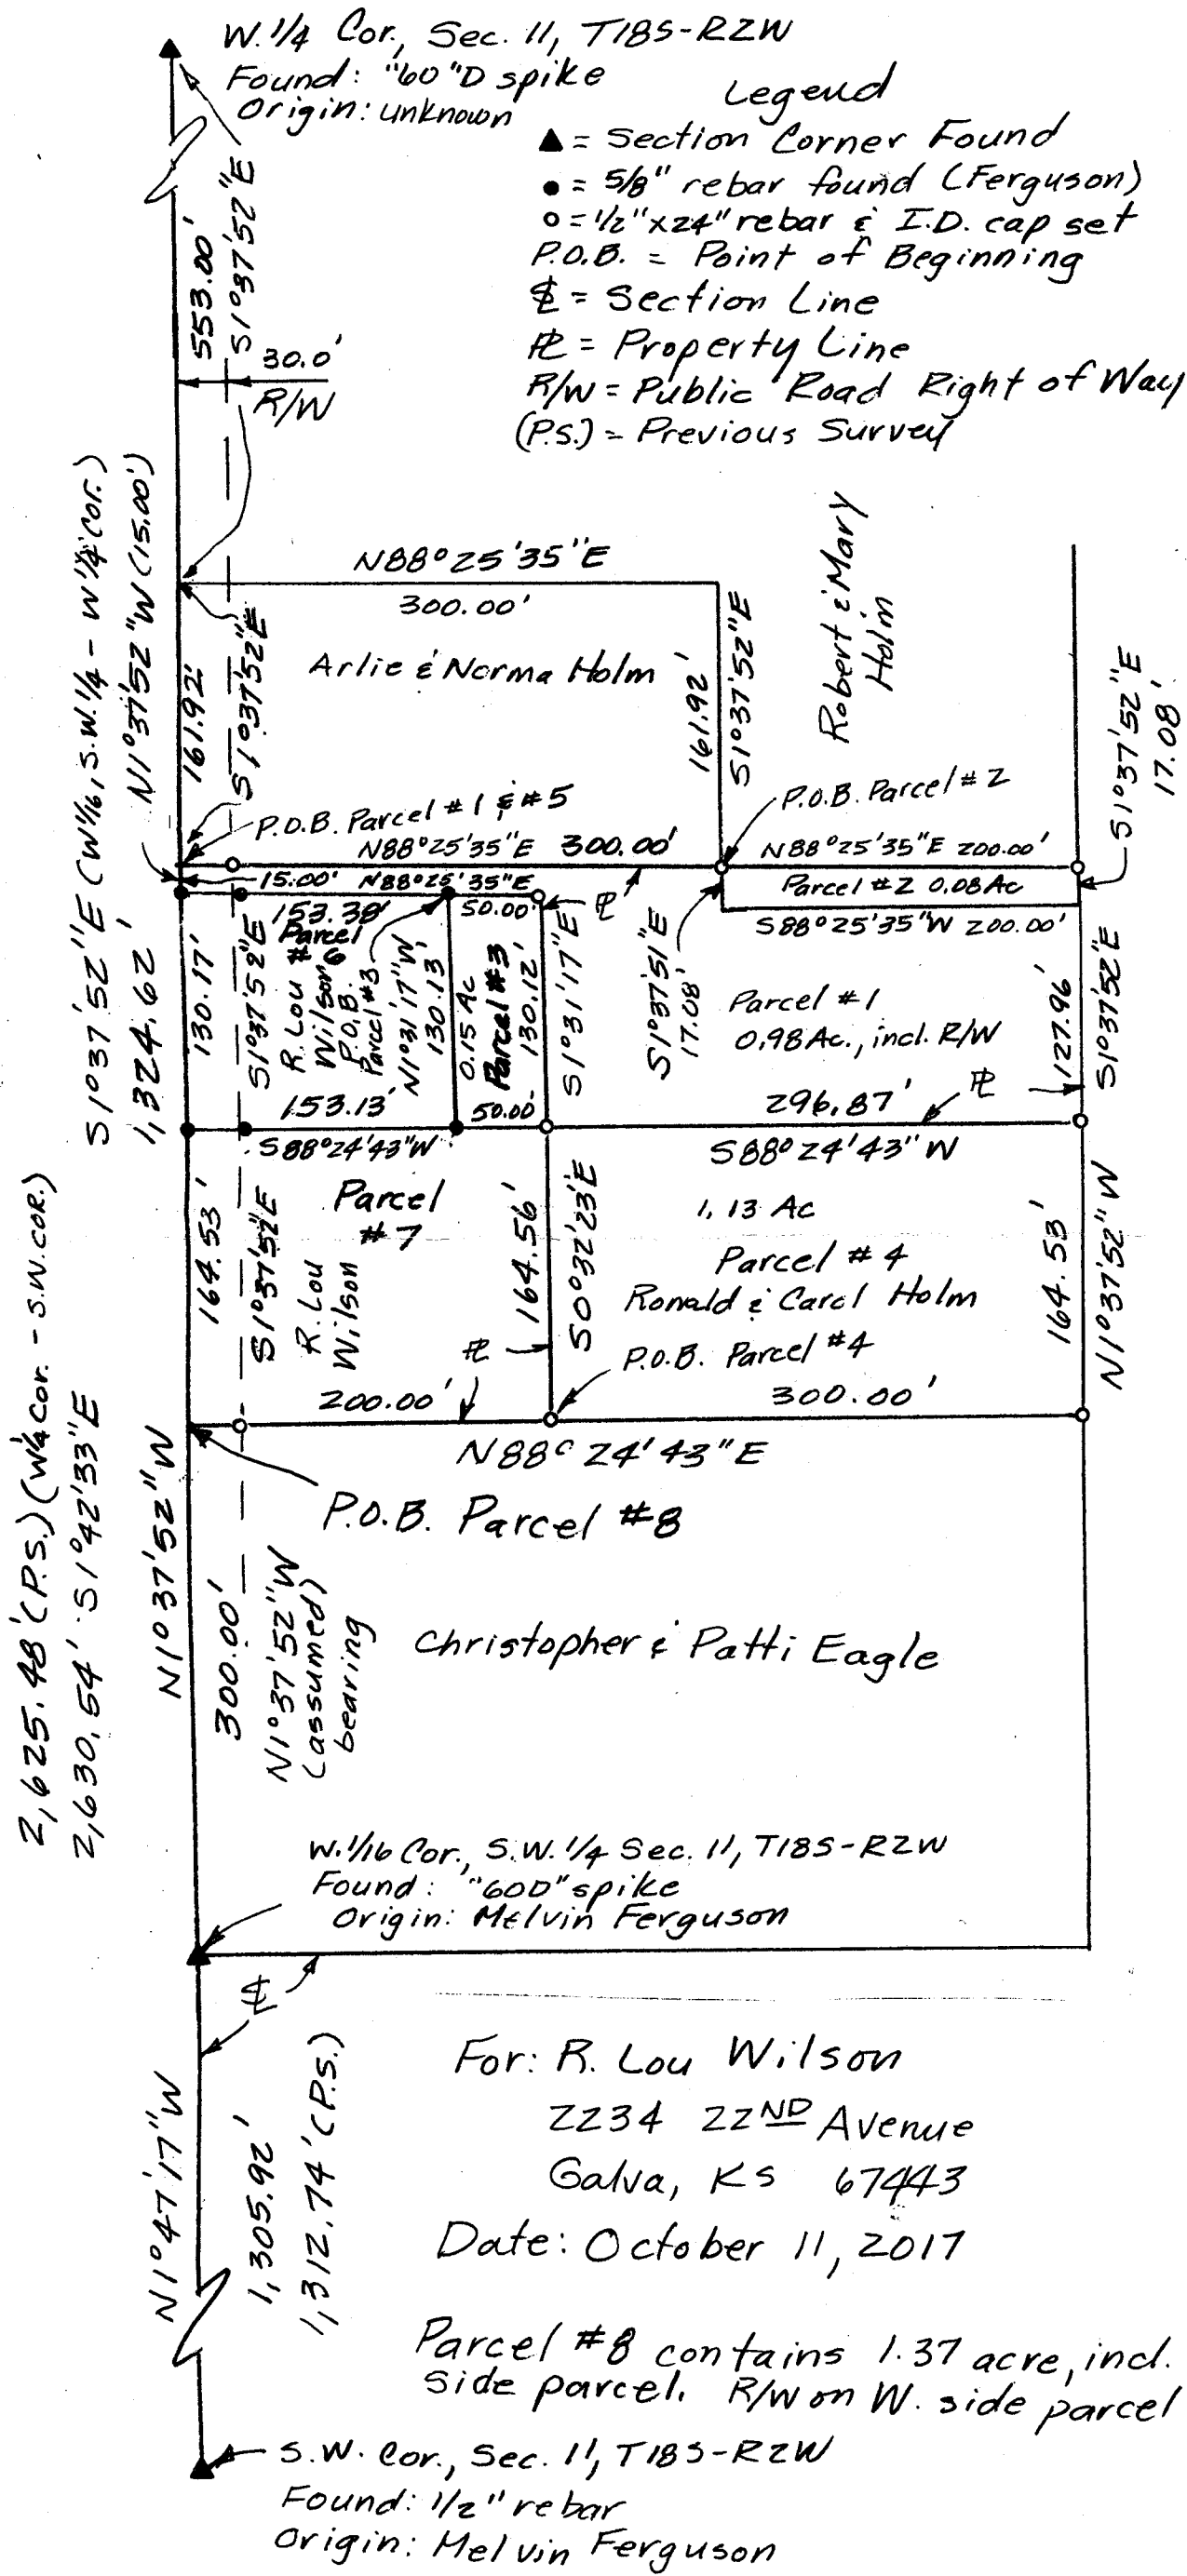 W. 1/4 Cor., Sec. 11, T18S-R2W
Found: "60"D spike
Origin: unknown
Legend
▲ = Section Corner Found
● = 5/8" rebar found (Ferguson)
○ = 1/2" x 24" rebar & I.D. cap set
P.O.B. = Point of Beginning
SL = Section Line
PL = Property Line
R/W = Public Road Right of Way
(P.S.) = Previous Survey
553.00'
S1°37'52"E
30.0'
R/W
S1°37'52"E (W 1/16, S.W. 1/4 - W 1/4 Cor.)
1,324.62'
N1°37'52"W (15.00')
N88°25'35"E
300.00'
Arlie & Norma Holm
161.92'
S1°37'52"E
161.92'
S1°37'52"E
Robert & Mary
Holm
S1°37'52"E
17.08'
P.O.B. Parcel #1 & #5
P.O.B. Parcel #2
N88°25'35"E 300.00'
N88°25'35"E 200.00'
15.00' N88°25'35"E
Parcel #2 0.08 Ac
153.38'
50.00'
PL
S88°25'35"W 200.00'
130.17'
S1°37'52"E
Parcel
#6
R. Lou
Wilson
P.O.B.
Parcel #3
N1°31'17"W
130.13'
0.15 Ac
Parcel #3
130.12'
S1°31'17"E
S1°37'51"E
17.08'
Parcel #1
0.98 Ac., incl. R/W
127.96'
S1°37'52"E
153.13'
50.00
296.87'
PL
S88°24'43"W
S88°24'43"W
164.53'
S1°37'52"E
Parcel
#7
R. Lou
Wilson
164.56'
S0°32'23"E
1.13 Ac
Parcel #4
Ronald & Carol Holm
164.53'
N1°37'52"W
P.O.B. Parcel #4
PL
200.00'
300.00'
N88°24'43"E
P.O.B. Parcel #8
2,625.48' (P.S.) (W 1/4 Cor. - S.W. COR.)
2,630.54' S1°42'33"E
N1°37'52"W
300.00'
N1°37'52"W
(assumed)
bearing
Christopher & Patti Eagle
W. 1/16 Cor., S.W. 1/4 Sec. 11, T18S-R2W
Found: "60D" spike
Origin: Melvin Ferguson
SL
N1°47'17"W
1,305.92'
1,312.74' (P.S.)
For: R. Lou Wilson
2234 22ND Avenue
Galva, KS 67443
Date: October 11, 2017
Parcel #8 contains 1.37 acre, incl.
side parcel. R/W on W. side parcel
S.W. Cor., Sec. 11, T18S-R2W
Found: 1/2" rebar
Origin: Melvin Ferguson